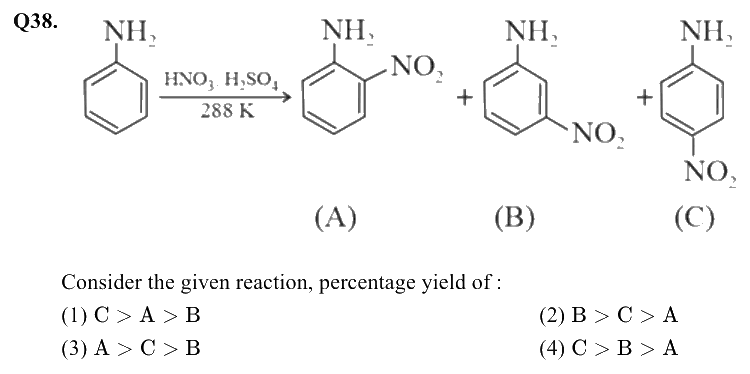 Q38.
NH₂ NH₂ NH₂ NH₂
HNO₃, H₂SO₄ NO₂
288 K + +
NO₂
NO₂
(A) (B) (C)
Consider the given reaction, percentage yield of :
(1) C > A > B (2) B > C > A
(3) A > C > B (4) C > B > A